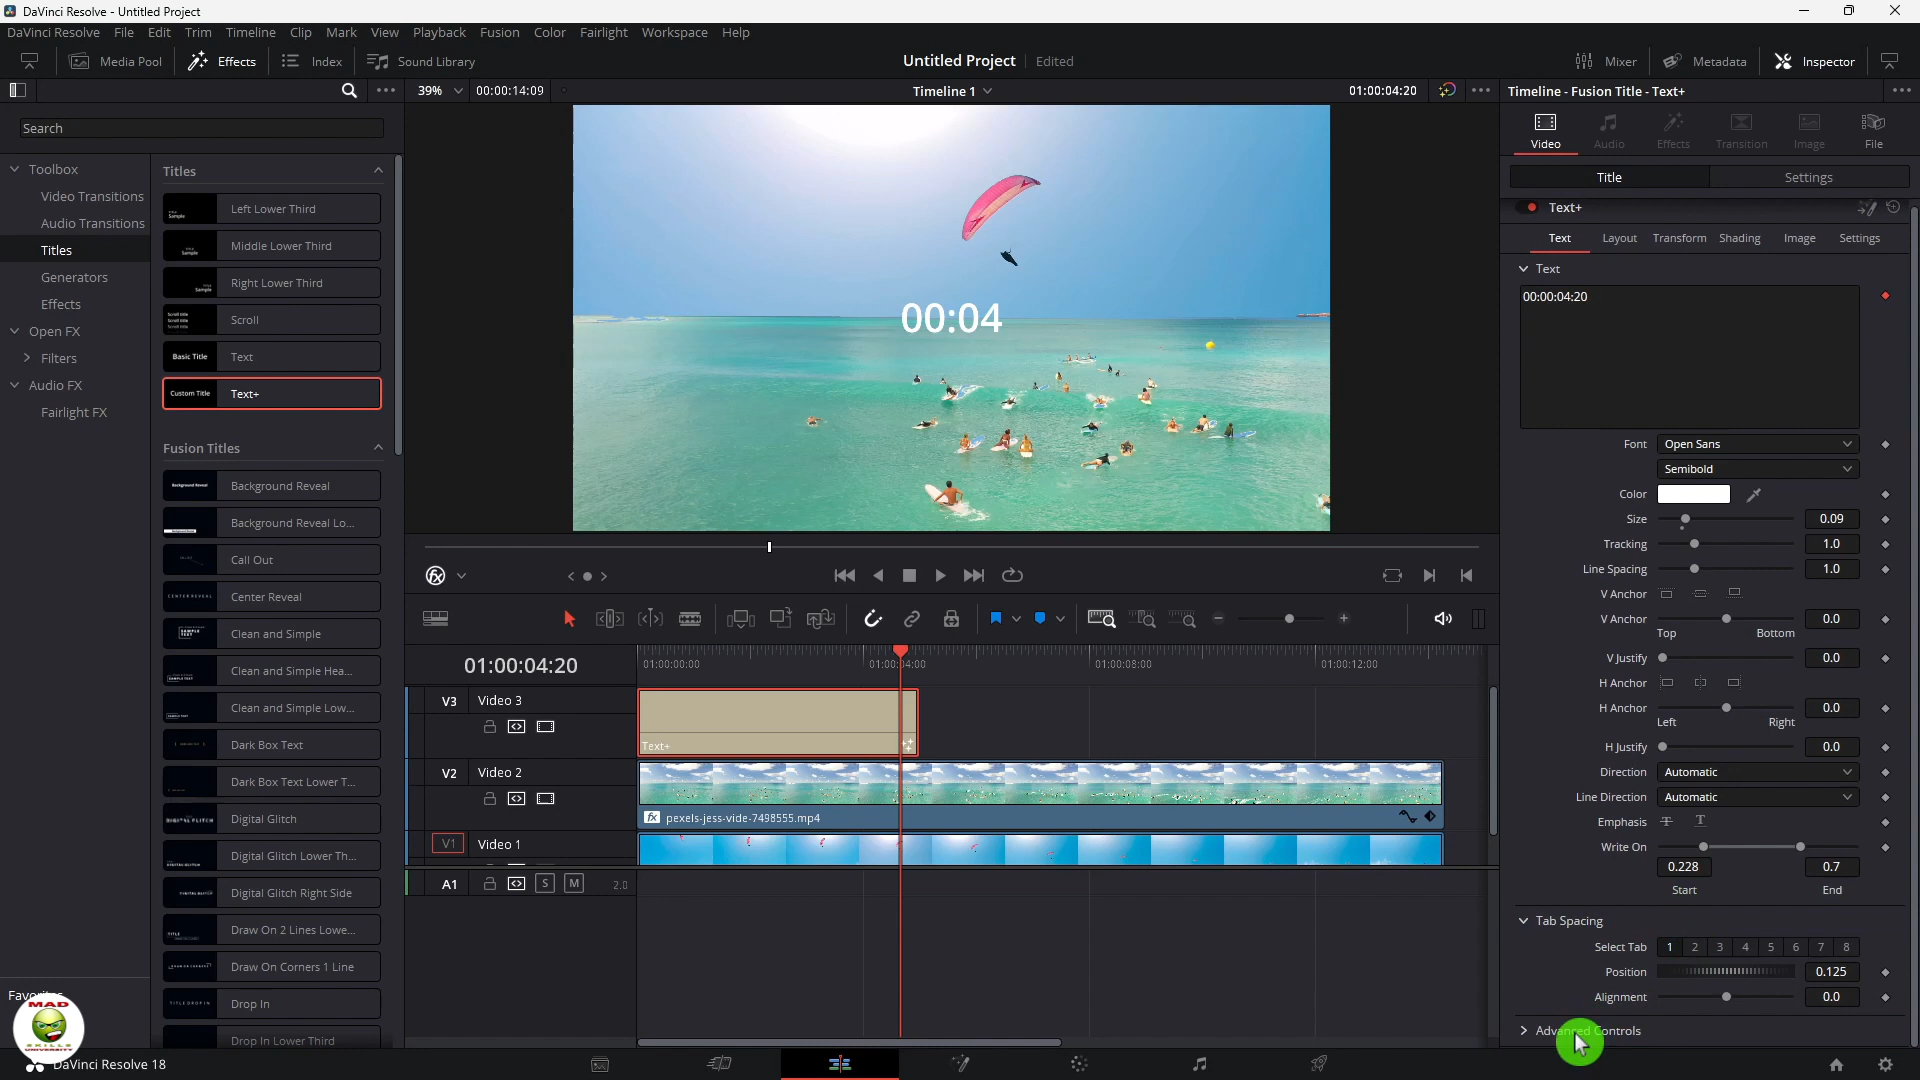 DaVinci Resolve - Untitled Project
DaVinci Resolve File Edit Trim Timeline Clip Mark View Playback Fusion Color Fairlight Workspace Help
Media Pool Effects Index Sound Library Untitled Project Edited Mixer Metadata Inspector
39% 00:00:14:09 Timeline 1 01:00:04:20 Timeline - Fusion Title - Text+
Video Audio Effects Transition Image File
Search
Title Settings
Toolbox
Video Transitions
Audio Transitions
Titles
Generators
Effects
Open FX
Filters
Audio FX
Fairlight FX
Titles
Left Lower Third
Middle Lower Third
Right Lower Third
Scroll
Basic Title Text
Custom Title Text+
Fusion Titles
Background Reveal
Background Reveal Lo...
Call Out
Center Reveal
Clean and Simple
Clean and Simple Hea...
Clean and Simple Low...
Dark Box Text
Dark Box Text Lower T...
Digital Glitch
Digital Glitch Lower Th...
Digital Glitch Right Side
Draw On 2 Lines Lowe...
Draw On Corners 1 Line
Drop In
Drop In Lower Third
00:04
01:00:04:20 01:00:00:00 01:00:04:00 01:00:08:00 01:00:12:00
V3 Video 3
Text+
V2 Video 2
pexels-jess-vide-7498555.mp4
V1 Video 1
A1 S M 2.0
Text+
Text Layout Transform Shading Image Settings
Text
00:00:04:20
Font Open Sans
Semibold
Color
Size 0.09
Tracking 1.0
Line Spacing 1.0
V Anchor
V Anchor 0.0
Top Bottom
V Justify 0.0
H Anchor
H Anchor 0.0
Left Right
H Justify 0.0
Direction Automatic
Line Direction Automatic
Emphasis
Write On
0.228 0.7
Start End
Tab Spacing
Select Tab 1 2 3 4 5 6 7 8
Position 0.125
Alignment 0.0
Advanced Controls
Favorites
MAD
SKILLS
UNIVERSITY
DaVinci Resolve 18